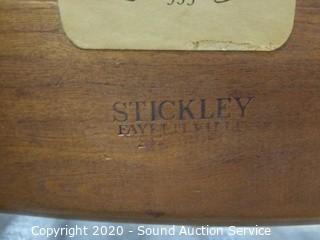 STICKLEY
FAYETTEVILLE
Copyright 2020 - Sound Auction Service